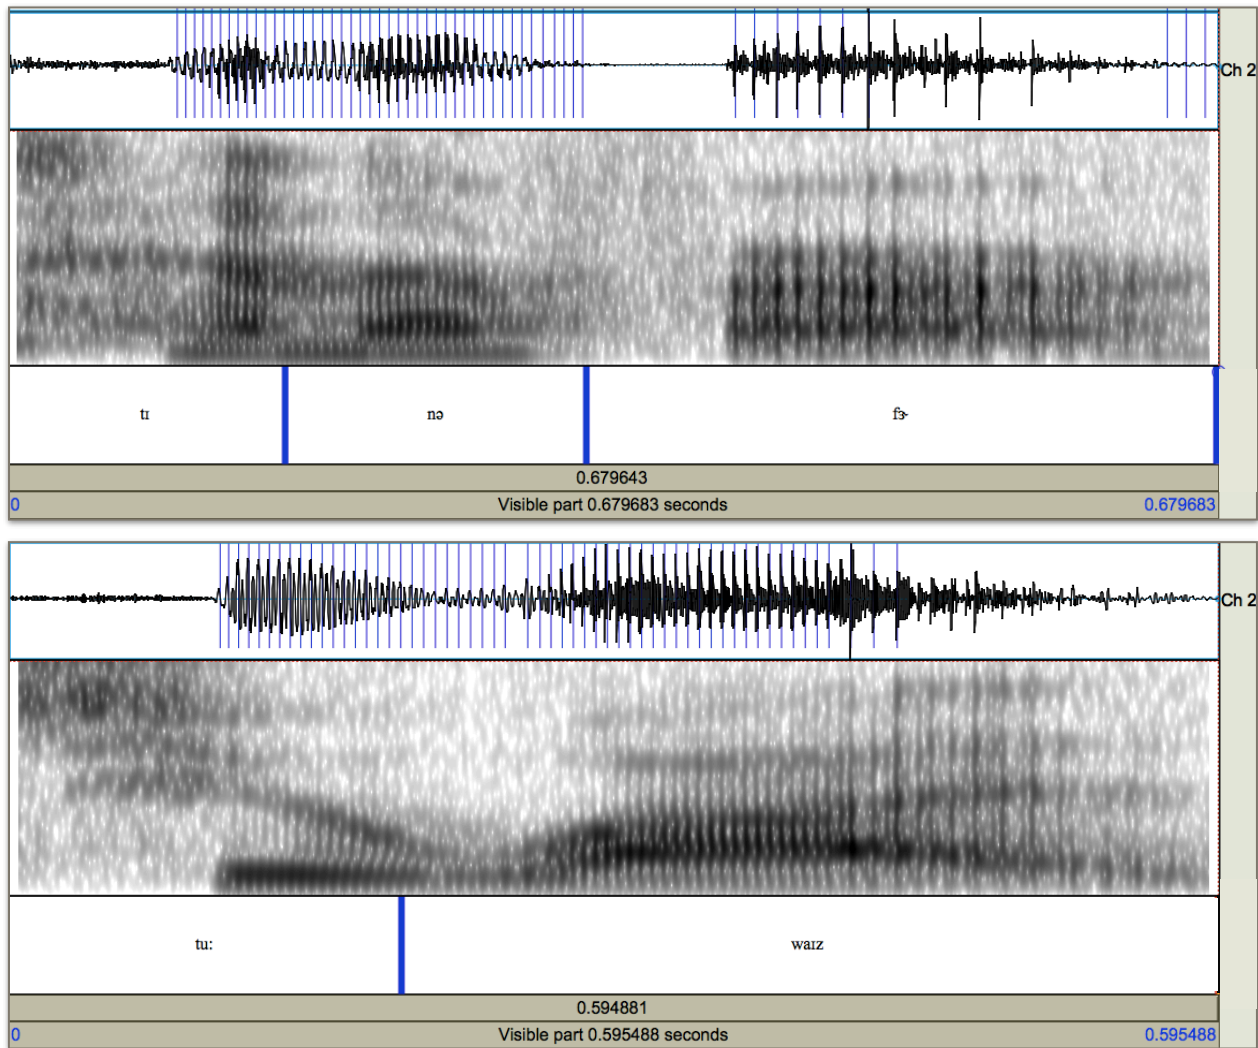 Ch 2
tɪ nə fɝ
0.679643
0 Visible part 0.679683 seconds 0.679683
Ch 2
tuː waɪz
0.594881
0 Visible part 0.595488 seconds 0.595488